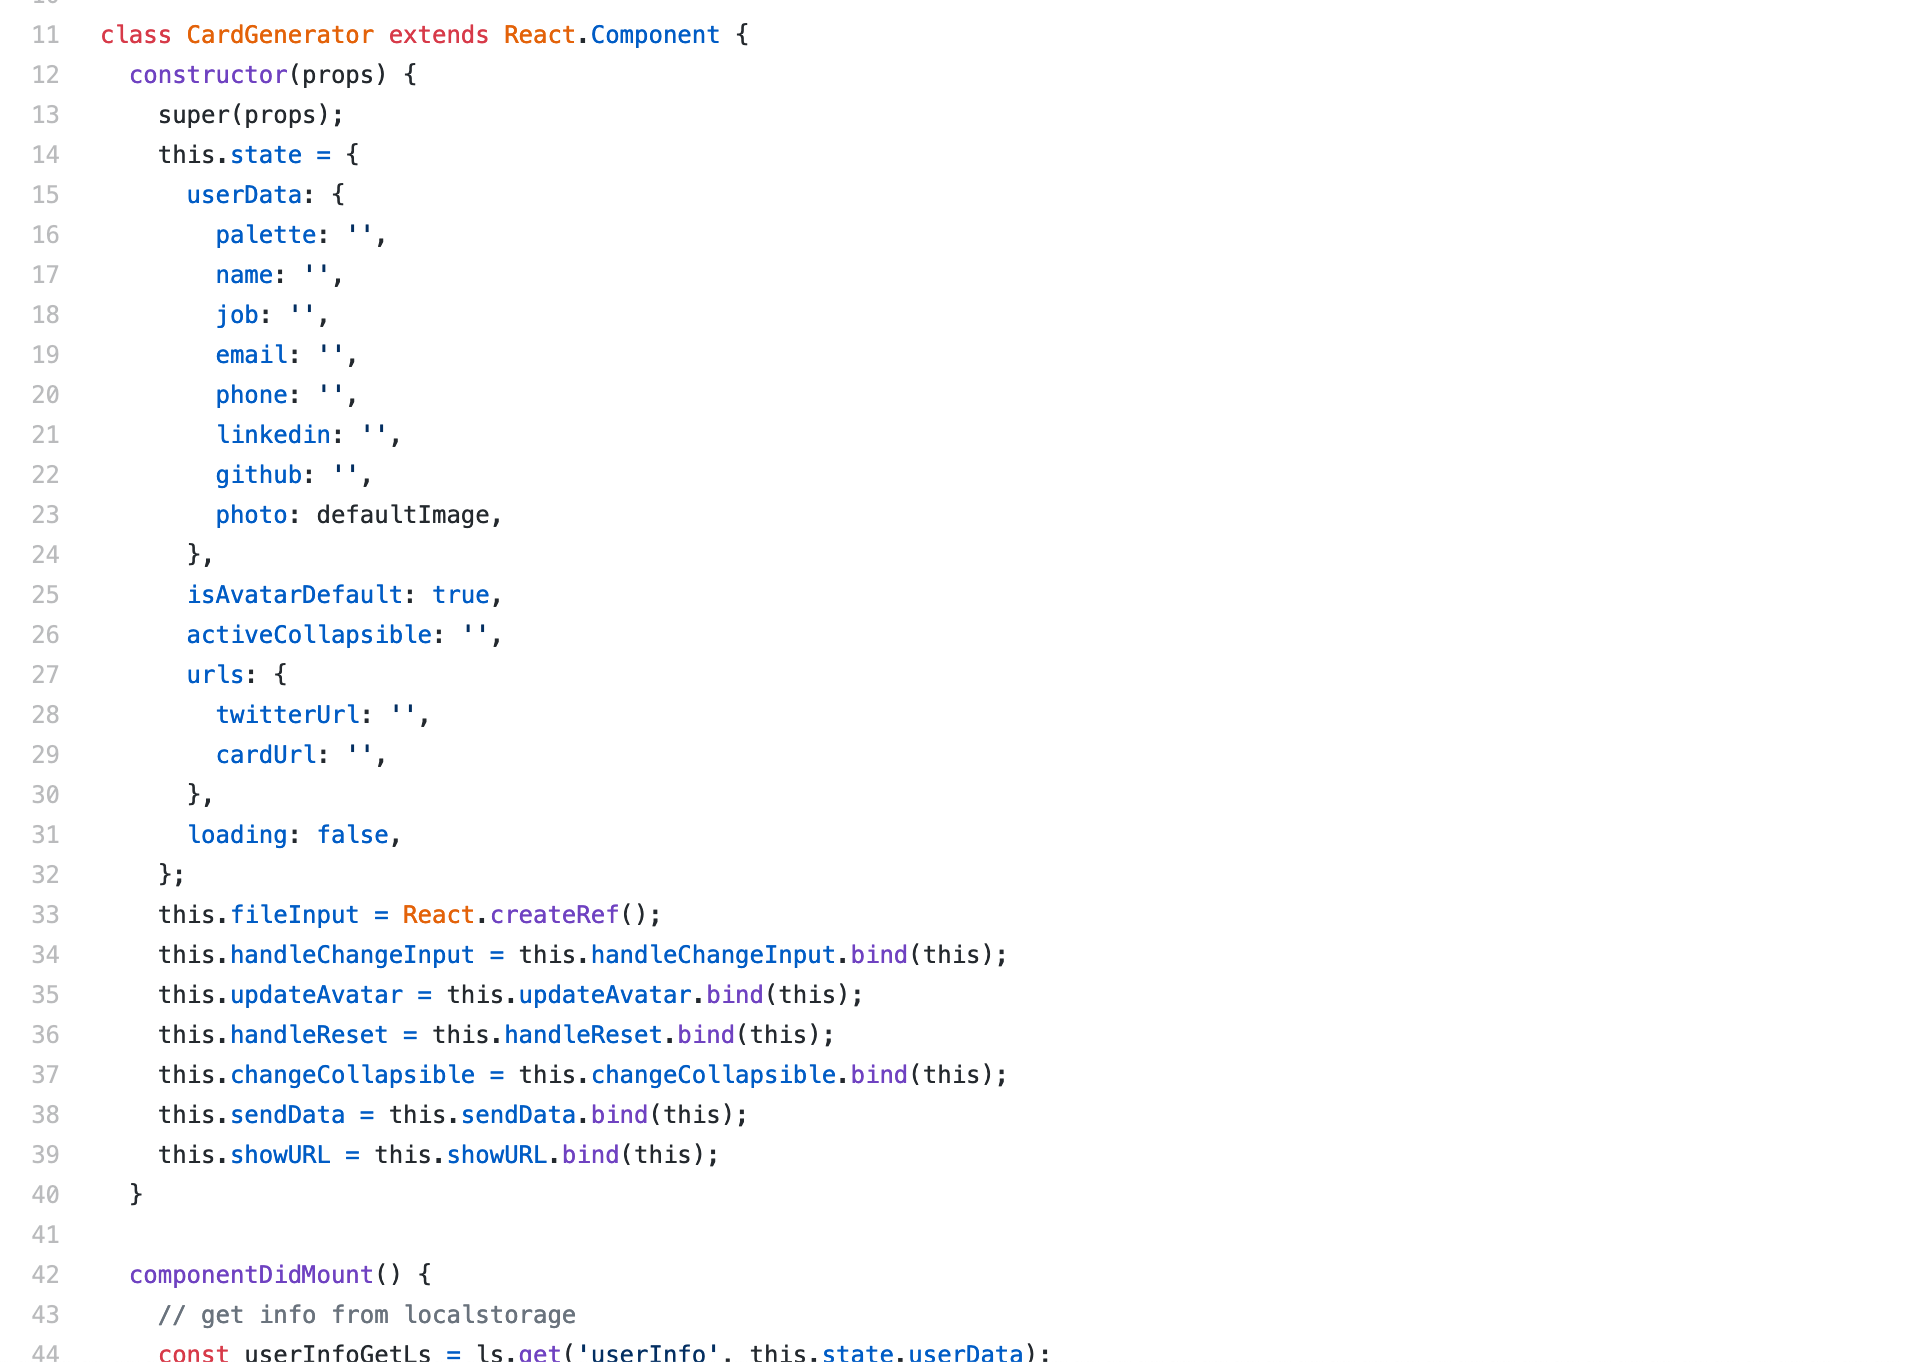 11 class CardGenerator extends React.Component {
12 constructor(props) {
13 super(props);
14 this.state = {
15 userData: {
16 palette: '',
17 name: '',
18 job: '',
19 email: '',
20 phone: '',
21 linkedin: '',
22 github: '',
23 photo: defaultImage,
24 },
25 isAvatarDefault: true,
26 activeCollapsible: '',
27 urls: {
28 twitterUrl: '',
29 cardUrl: '',
30 },
31 loading: false,
32 };
33 this.fileInput = React.createRef();
34 this.handleChangeInput = this.handleChangeInput.bind(this);
35 this.updateAvatar = this.updateAvatar.bind(this);
36 this.handleReset = this.handleReset.bind(this);
37 this.changeCollapsible = this.changeCollapsible.bind(this);
38 this.sendData = this.sendData.bind(this);
39 this.showURL = this.showURL.bind(this);
40 }
41
42 componentDidMount() {
43 // get info from localstorage
44 const userInfoGetLs = ls.get('userInfo', this.state.userData);